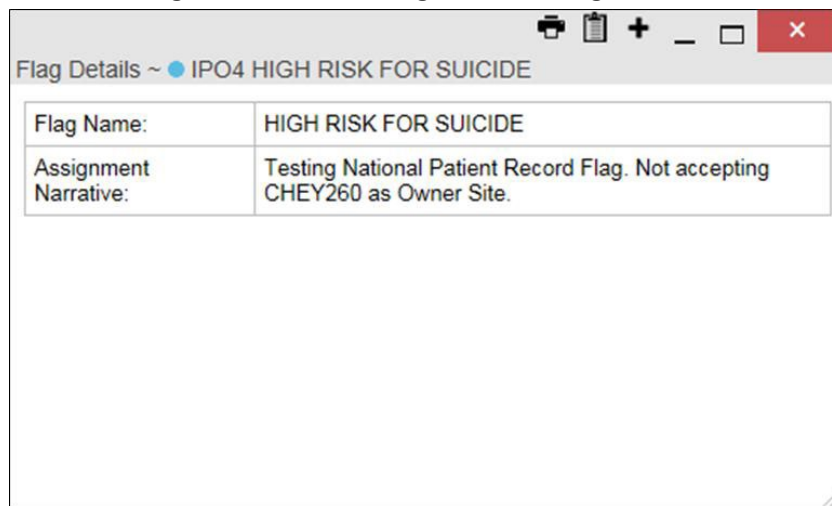 Flag Details ~ IPO4 HIGH RISK FOR SUICIDE
Flag Name: HIGH RISK FOR SUICIDE
Assignment Narrative: Testing National Patient Record Flag. Not accepting
CHEY260 as Owner Site.